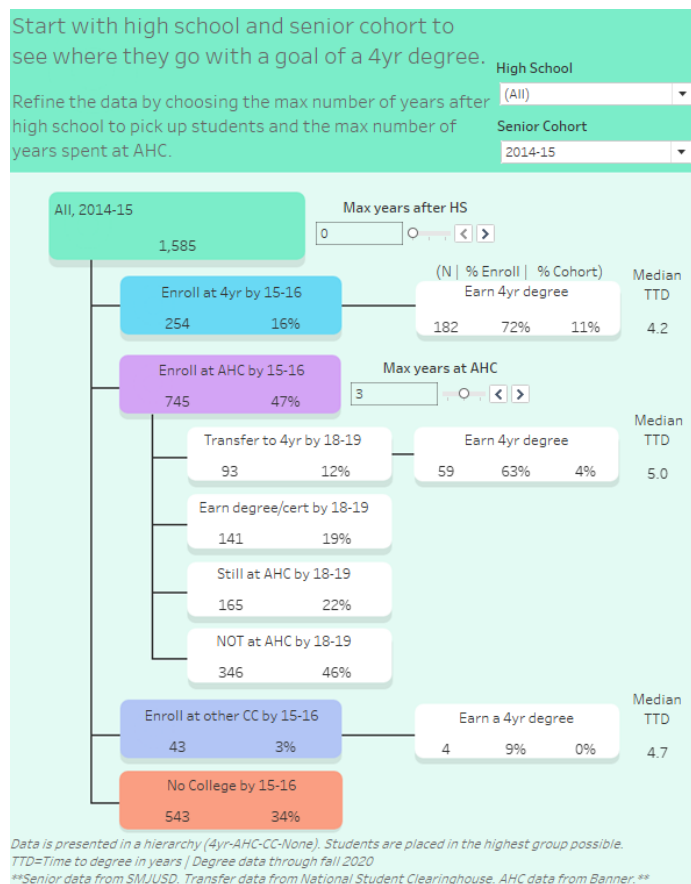 Start with high school and senior cohort to
see where they go with a goal of a 4yr degree.
High School
(All)
Refine the data by choosing the max number of years after
high school to pick up students and the max number of
years spent at AHC.
Senior Cohort
2014-15
All, 2014-15
1,585
Max years after HS
0
Enroll at 4yr by 15-16
254 16%
(N | % Enroll | % Cohort)
Earn 4yr degree
182 72% 11%
Median
TTD
4.2
Enroll at AHC by 15-16
745 47%
Max years at AHC
3
Transfer to 4yr by 18-19
93 12%
Earn 4yr degree
59 63% 4%
Median
TTD
5.0
Earn degree/cert by 18-19
141 19%
Still at AHC by 18-19
165 22%
NOT at AHC by 18-19
346 46%
Enroll at other CC by 15-16
43 3%
Earn a 4yr degree
4 9% 0%
Median
TTD
4.7
No College by 15-16
543 34%
Data is presented in a hierarchy (4yr-AHC-CC-None). Students are placed in the highest group possible.
TTD=Time to degree in years | Degree data through fall 2020
**Senior data from SMJUSD. Transfer data from National Student Clearinghouse. AHC data from Banner.**